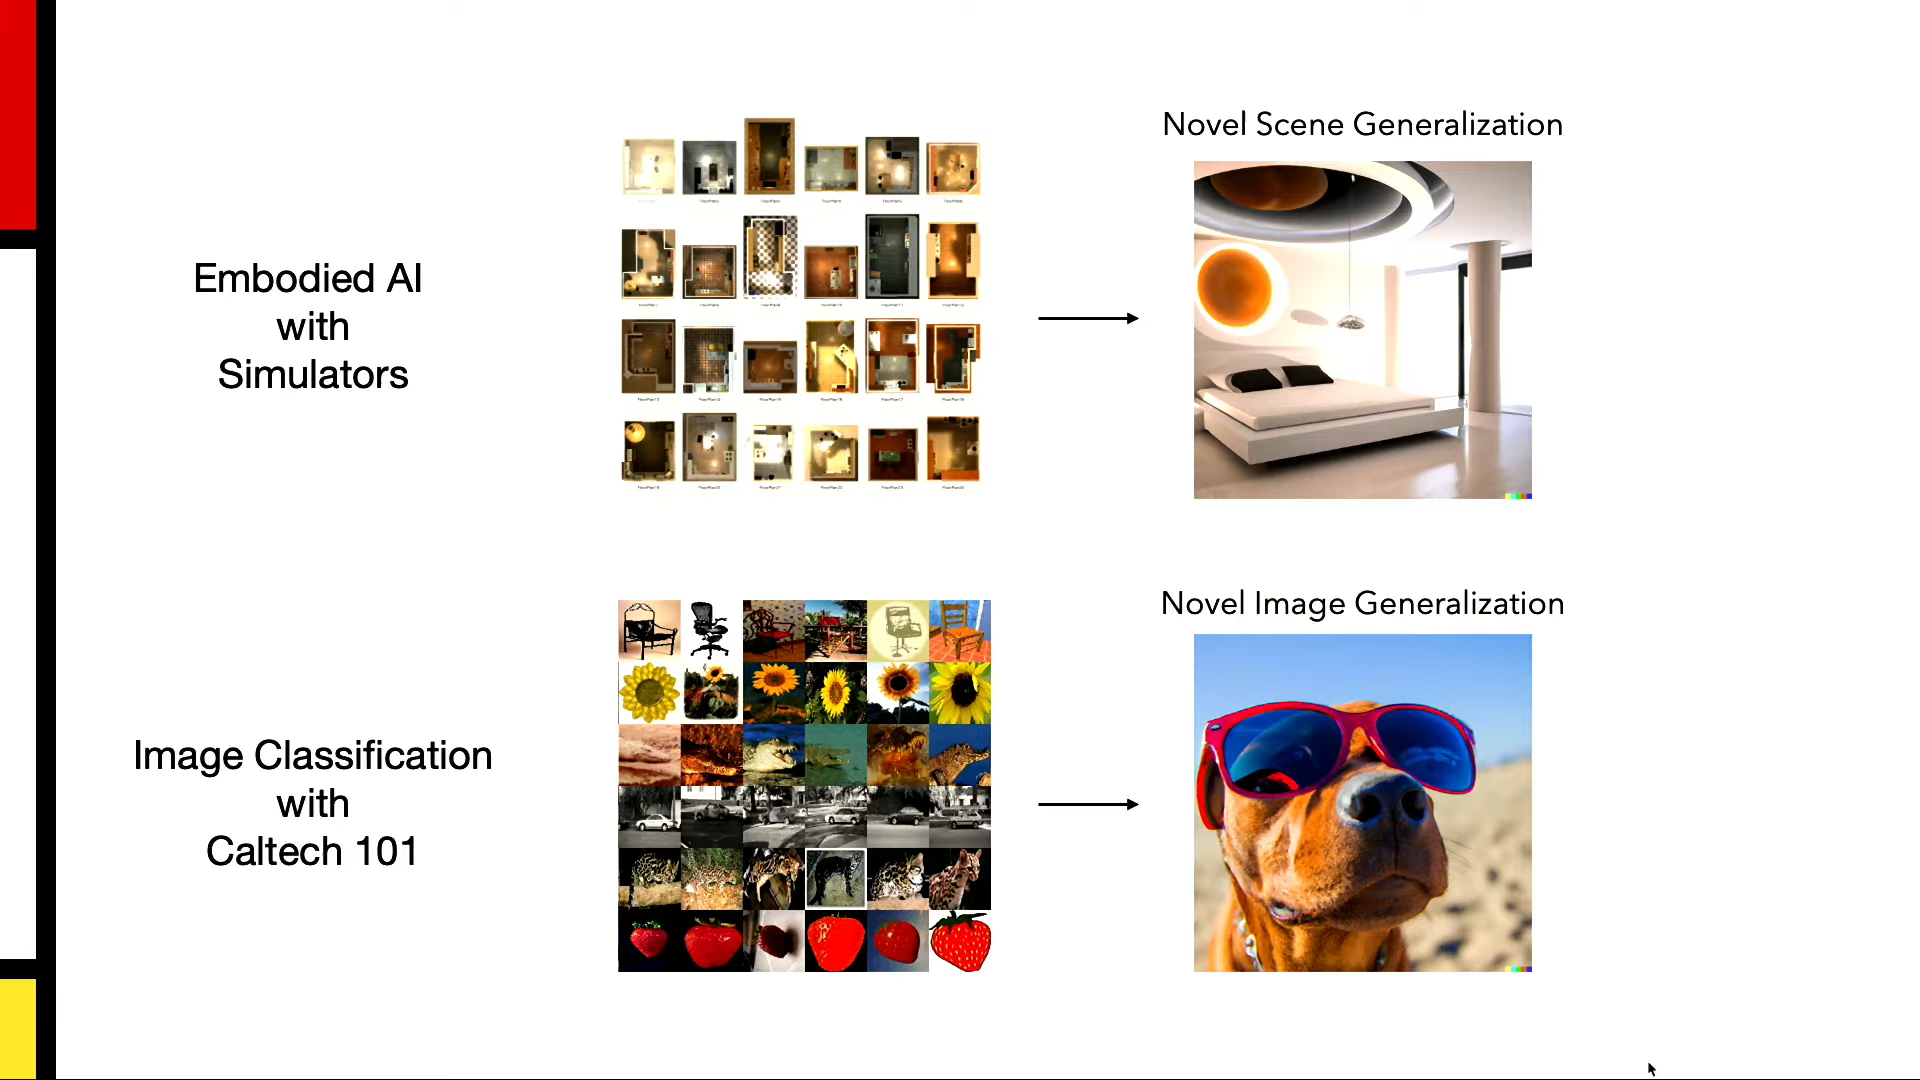 Novel Scene Generalization
Embodied AI
with
Simulators
Novel Image Generalization
Image Classification
with
Caltech 101